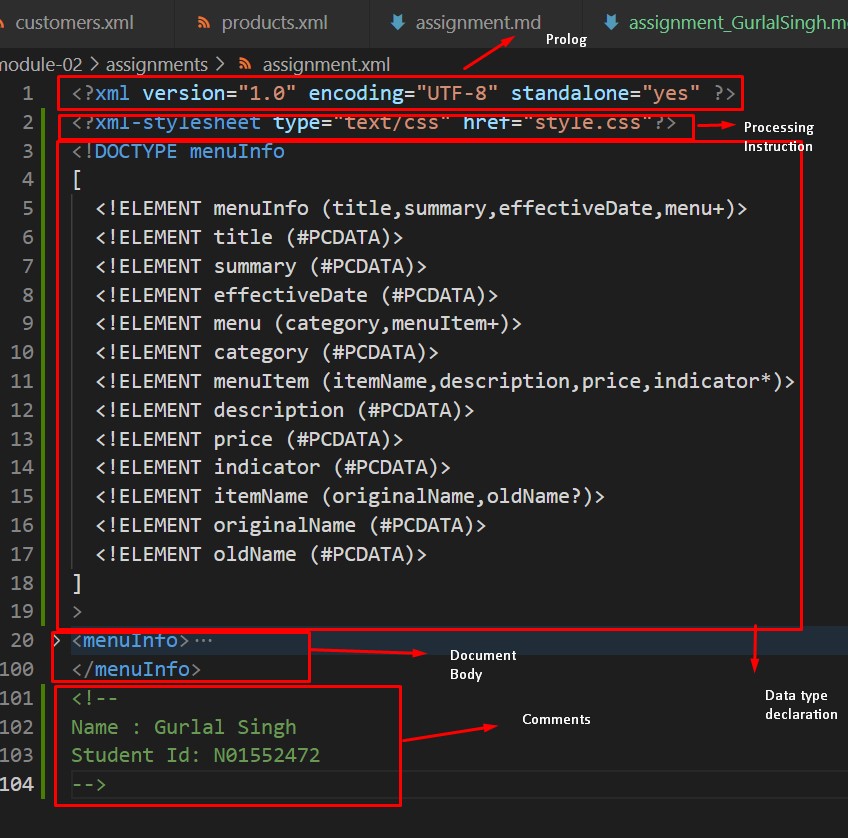 customers.xml products.xml assignment.md assignment_GurlalSingh.m
Prolog
module-02 > assignments > assignment.xml
1 <?xml version="1.0" encoding="UTF-8" standalone="yes" ?>
2 <?xml-stylesheet type="text/css" href="style.css"?>
Processing
Instruction
3 <!DOCTYPE menuInfo
4 [
5 <!ELEMENT menuInfo (title,summary,effectiveDate,menu+)>
6 <!ELEMENT title (#PCDATA)>
7 <!ELEMENT summary (#PCDATA)>
8 <!ELEMENT effectiveDate (#PCDATA)>
9 <!ELEMENT menu (category,menuItem+)>
10 <!ELEMENT category (#PCDATA)>
11 <!ELEMENT menuItem (itemName,description,price,indicator*)>
12 <!ELEMENT description (#PCDATA)>
13 <!ELEMENT price (#PCDATA)>
14 <!ELEMENT indicator (#PCDATA)>
15 <!ELEMENT itemName (originalName,oldName?)>
16 <!ELEMENT originalName (#PCDATA)>
17 <!ELEMENT oldName (#PCDATA)>
18 ]
19 >
20 > <menuInfo>···
100 </menuInfo>
Document
Body
Data type
declaration
101 <!--
102 Name : Gurlal Singh
103 Student Id: N01552472
104 -->
Comments